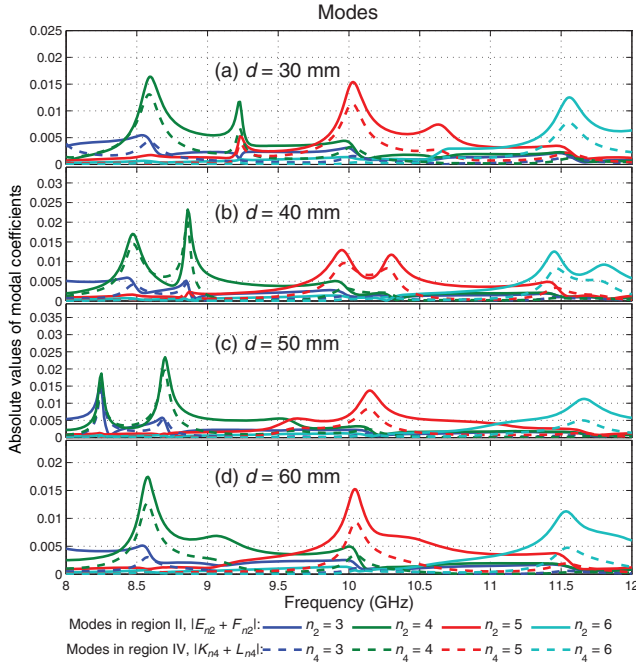 Modes
0.025
0.02
0.015
0.01
0.005
0
(a) d = 30 mm
0.03
0.025
0.02
0.015
0.01
0.005
0
(b) d = 40 mm
0.035
0.03
0.025
0.02
0.015
0.01
0.005
0
(c) d = 50 mm
0.02
0.015
0.01
0.005
0
(d) d = 60 mm
Absolute values of modal coefficients
8 8.5 9 9.5 10 10.5 11 11.5 12
Frequency (GHz)
Modes in region II, |Eₙ₂ + Fₙ₂|: n₂ = 3 n₂ = 4 n₂ = 5 n₂ = 6
Modes in region IV, |Kₙ₄ + Lₙ₄|: n₄ = 3 n₄ = 4 n₄ = 5 n₄ = 6